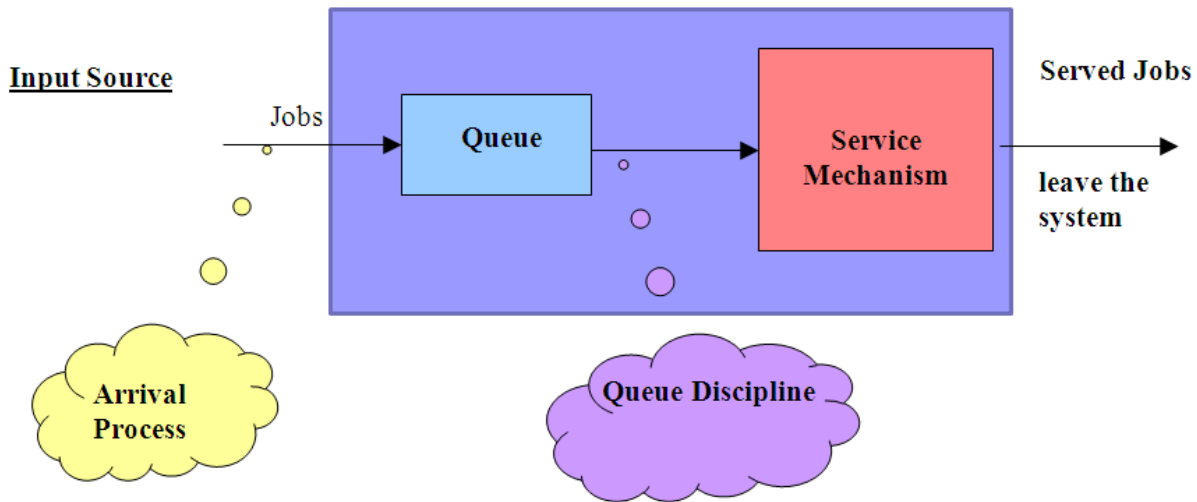 Input Source
Jobs
Queue
Service
Mechanism
Served Jobs
leave the
system
Arrival
Process
Queue Discipline